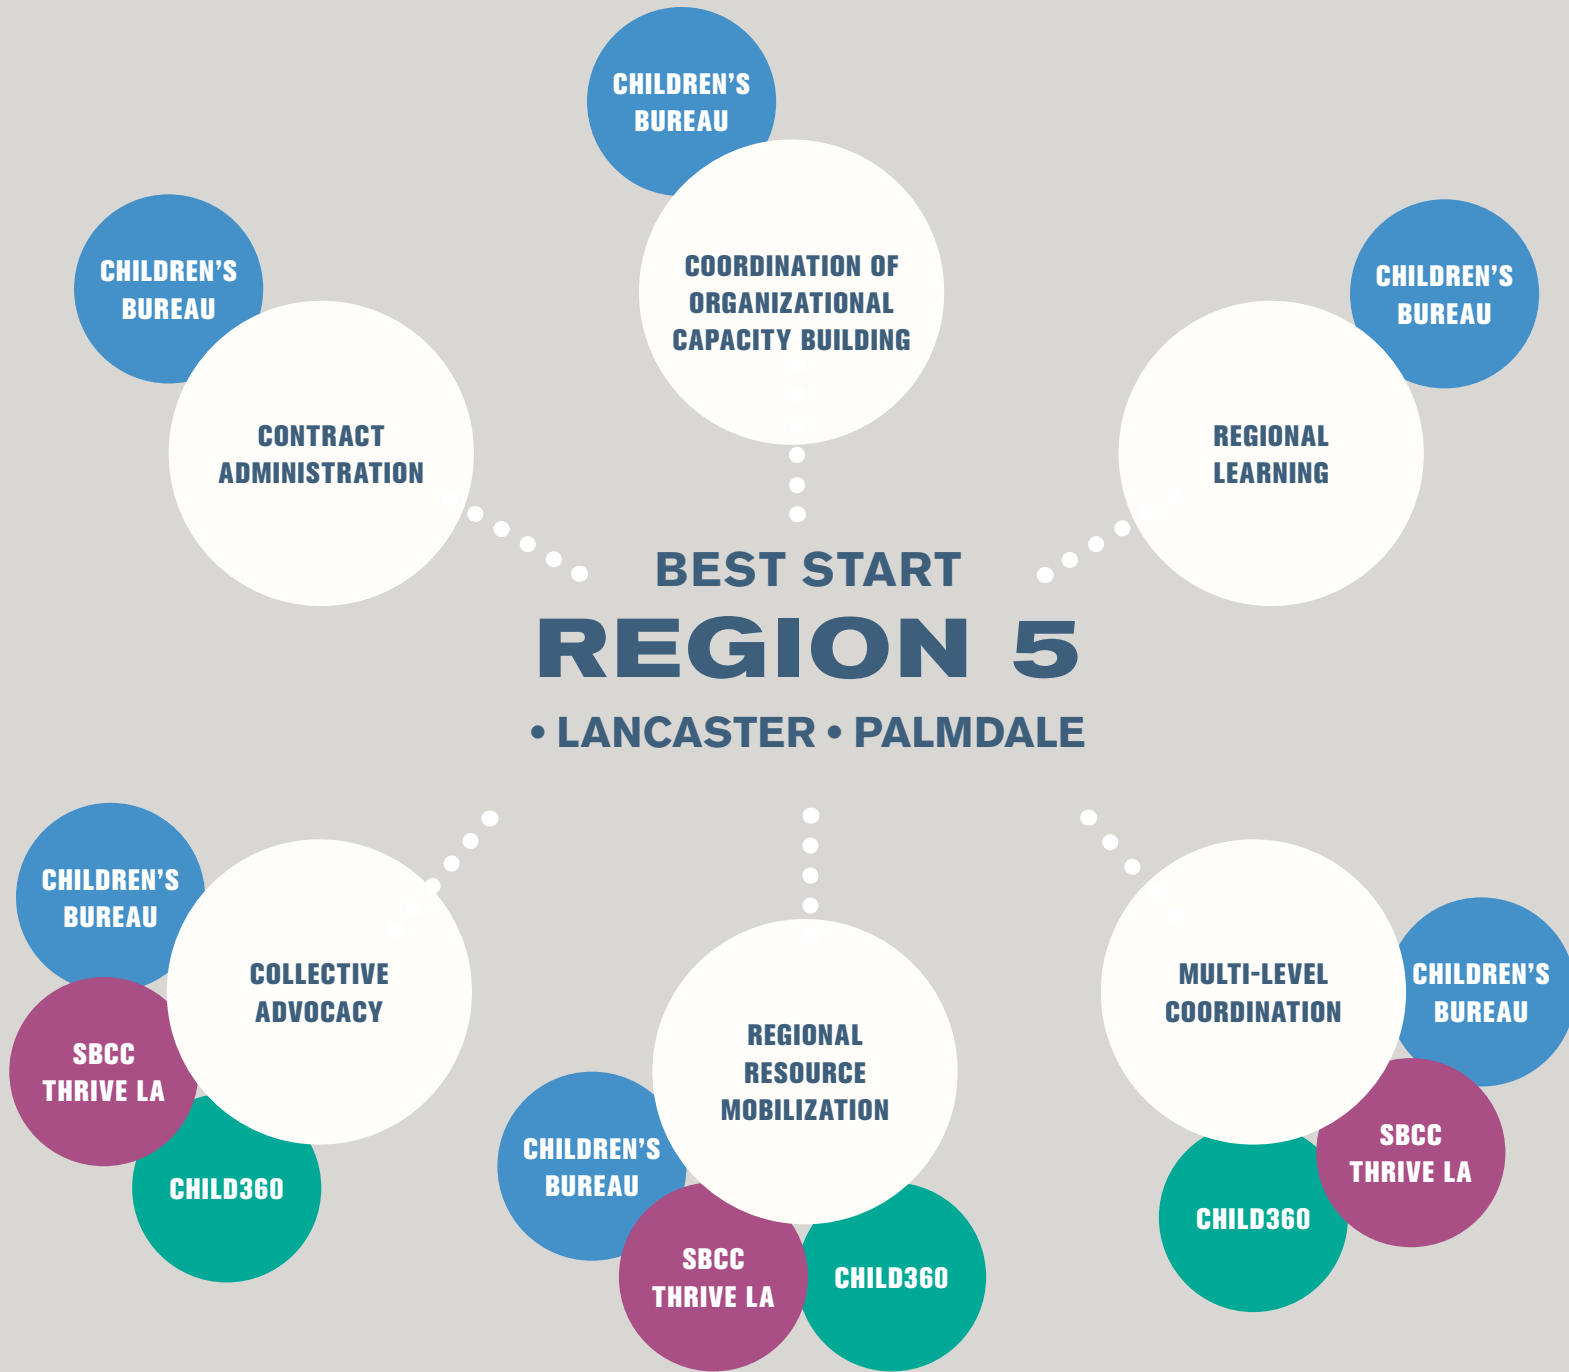 CHILDREN'S
BUREAU
COORDINATION OF
ORGANIZATIONAL
CAPACITY BUILDING
CHILDREN'S
BUREAU
CONTRACT
ADMINISTRATION
CHILDREN'S
BUREAU
REGIONAL
LEARNING
BEST START
REGION 5
• LANCASTER • PALMDALE
CHILDREN'S
BUREAU
SBCC
THRIVE LA
CHILD360
COLLECTIVE
ADVOCACY
REGIONAL
RESOURCE
MOBILIZATION
CHILDREN'S
BUREAU
SBCC
THRIVE LA
CHILD360
MULTI-LEVEL
COORDINATION
CHILDREN'S
BUREAU
SBCC
THRIVE LA
CHILD360